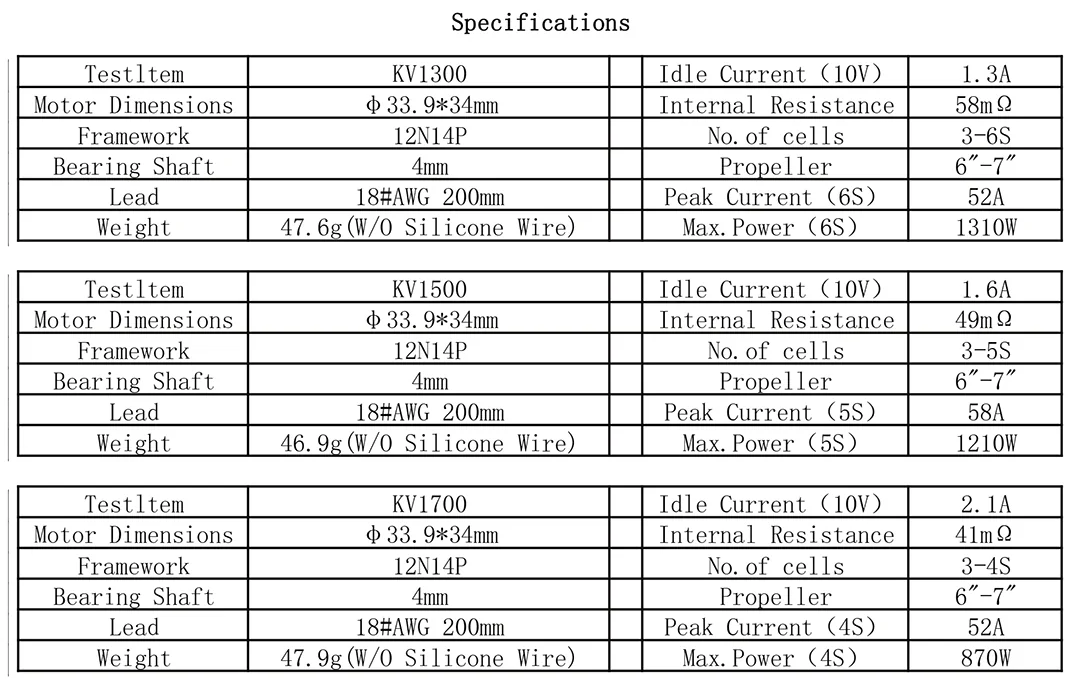 Specifications
Testltem KV1300 Idle Current (10V) 1.3A
Motor Dimensions φ33.9*34mm Internal Resistance 58mΩ
Framework 12N14P No.of cells 3-6S
Bearing Shaft 4mm Propeller 6″-7″
Lead 18#AWG 200mm Peak Current (6S) 52A
Weight 47.6g(W/O Silicone Wire) Max.Power (6S) 1310W
Testltem KV1500 Idle Current (10V) 1.6A
Motor Dimensions φ33.9*34mm Internal Resistance 49mΩ
Framework 12N14P No.of cells 3-5S
Bearing Shaft 4mm Propeller 6″-7″
Lead 18#AWG 200mm Peak Current (5S) 58A
Weight 46.9g(W/O Silicone Wire) Max.Power (5S) 1210W
Testltem KV1700 Idle Current (10V) 2.1A
Motor Dimensions φ33.9*34mm Internal Resistance 41mΩ
Framework 12N14P No.of cells 3-4S
Bearing Shaft 4mm Propeller 6″-7″
Lead 18#AWG 200mm Peak Current (4S) 52A
Weight 47.9g(W/O Silicone Wire) Max.Power (4S) 870W